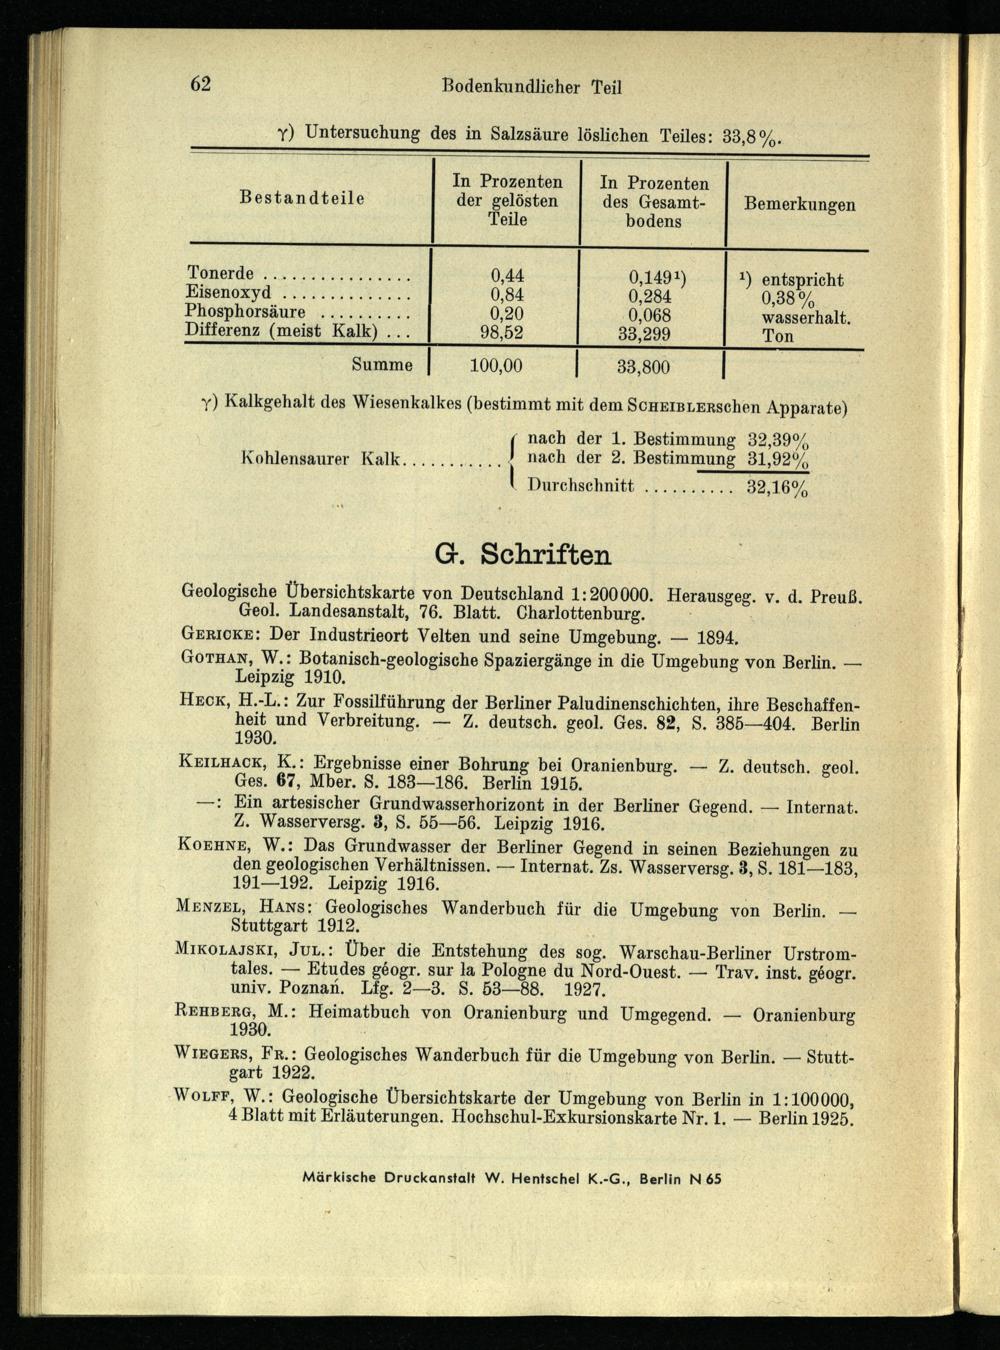 62 Bodenkundlicher Teil
γ) Untersuchung des in Salzsäure löslichen Teiles: 33,8%.
Bestandteile | In Prozenten der gelösten Teile | In Prozenten des Gesamt-bodens | Bemerkungen
Tonerde ................ 0,44 0,149¹) ¹) entspricht
Eisenoxyd .............. 0,84 0,284 0,38%
Phosphorsäure .......... 0,20 0,068 wasserhalt.
Differenz (meist Kalk) ... 98,52 33,299 Ton
Summe 100,00 33,800
γ) Kalkgehalt des Wiesenkalkes (bestimmt mit dem SCHEIBLERschen Apparate)
nach der 1. Bestimmung 32,39%
Kohlensaurer Kalk........... nach der 2. Bestimmung 31,92%
Durchschnitt .......... 32,16%
G. Schriften
Geologische Übersichtskarte von Deutschland 1:200000. Herausgeg. v. d. Preuß.
Geol. Landesanstalt, 76. Blatt. Charlottenburg.
GERICKE: Der Industrieort Velten und seine Umgebung. — 1894.
GOTHAN, W.: Botanisch-geologische Spaziergänge in die Umgebung von Berlin. —
Leipzig 1910.
HECK, H.-L.: Zur Fossilführung der Berliner Paludinenschichten, ihre Beschaffen-
heit und Verbreitung. — Z. deutsch. geol. Ges. 82, S. 385—404. Berlin
1930.
KEILHACK, K.: Ergebnisse einer Bohrung bei Oranienburg. — Z. deutsch. geol.
Ges. 67, Mber. S. 183—186. Berlin 1915.
—: Ein artesischer Grundwasserhorizont in der Berliner Gegend. — Internat.
Z. Wasserversg. 3, S. 55—56. Leipzig 1916.
KOEHNE, W.: Das Grundwasser der Berliner Gegend in seinen Beziehungen zu
den geologischen Verhältnissen. — Internat. Zs. Wasserversg. 3, S. 181—183,
191—192. Leipzig 1916.
MENZEL, HANS: Geologisches Wanderbuch für die Umgebung von Berlin. —
Stuttgart 1912.
MIKOLAJSKI, JUL.: Über die Entstehung des sog. Warschau-Berliner Urstrom-
tales. — Etudes géogr. sur la Pologne du Nord-Ouest. — Trav. inst. géogr.
univ. Poznań. Lfg. 2—3. S. 53—88. 1927.
REHBERG, M.: Heimatbuch von Oranienburg und Umgegend. — Oranienburg
1930.
WIEGERS, FR.: Geologisches Wanderbuch für die Umgebung von Berlin. — Stutt-
gart 1922.
WOLFF, W.: Geologische Übersichtskarte der Umgebung von Berlin in 1:100000,
4 Blatt mit Erläuterungen. Hochschul-Exkursionskarte Nr. 1. — Berlin 1925.
Märkische Druckanstalt W. Hentschel K.-G., Berlin N 65